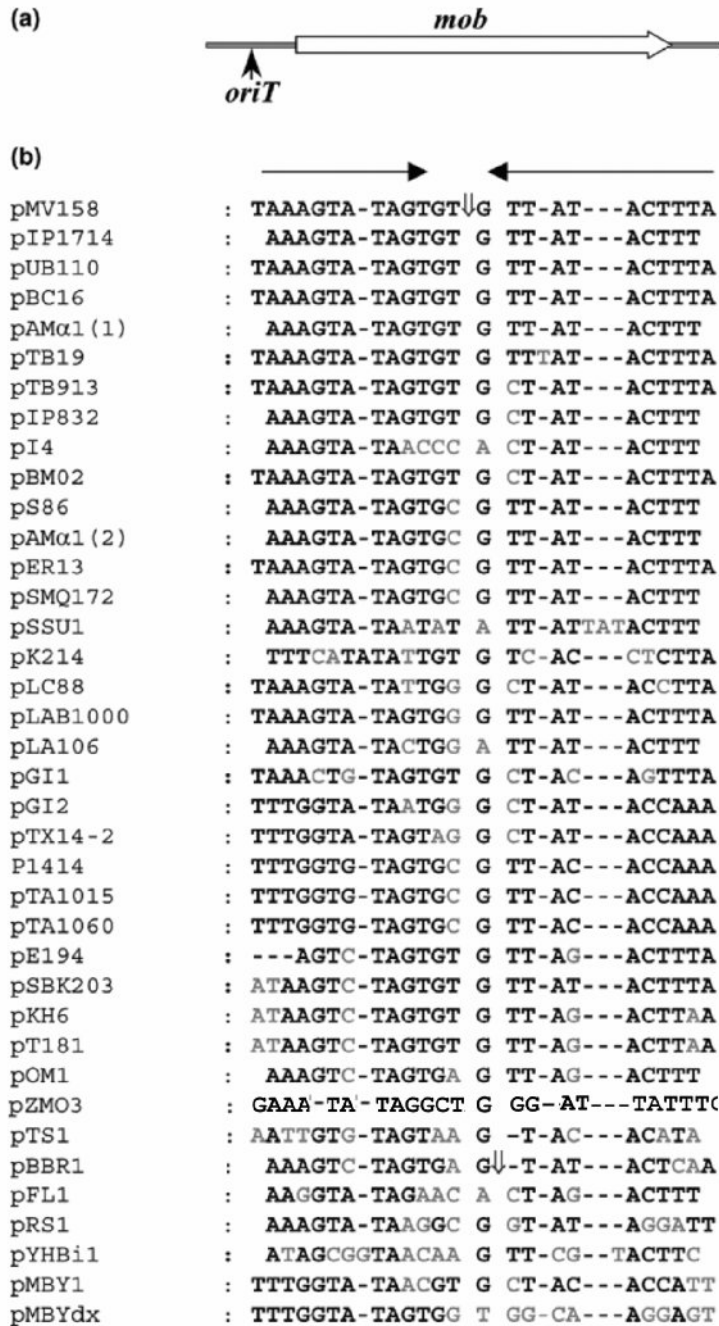 (a)
mob
oriT
(b)
pMV158 : TAAAGTA-TAGTGT⇓G TT-AT---ACTTTA
pIP1714 : AAAGTA-TAGTGT G TT-AT---ACTTT
pUB110 : TAAAGTA-TAGTGT G TT-AT---ACTTTA
pBC16 : TAAAGTA-TAGTGT G TT-AT---ACTTTA
pAMα1(1) : AAAGTA-TAGTGT G TT-AT---ACTTT
pTB19 : TAAAGTA-TAGTGT G TTTAT---ACTTTA
pTB913 : TAAAGTA-TAGTGT G CT-AT---ACTTTA
pIP832 : AAAGTA-TAGTGT G CT-AT---ACTTT
pI4 : AAAGTA-TAACCC A CT-AT---ACTTT
pBM02 : TAAAGTA-TAGTGT G CT-AT---ACTTTA
pS86 : AAAGTA-TAGTGC G TT-AT---ACTTT
pAMα1(2) : AAAGTA-TAGTGC G TT-AT---ACTTT
pER13 : TAAAGTA-TAGTGC G TT-AT---ACTTTA
pSMQ172 : AAAGTA-TAGTGC G TT-AT---ACTTT
pSSU1 : AAAGTA-TAATAT A TT-ATTATACTTT
pK214 : TTTCATATATTGT G TC-AC---CTCTTA
pLC88 : TAAAGTA-TATTGG G CT-AT---ACCTTA
pLAB1000 : TAAAGTA-TAGTGG G TT-AT---ACTTTA
pLA106 : AAAGTA-TACTGG A TT-AT---ACTTT
pGI1 : TAAACTG-TAGTGT G CT-AC---AGTTTA
pGI2 : TTTGGTA-TAATGG G CT-AT---ACCAAA
pTX14-2 : TTTGGTA-TAGTAG G CT-AT---ACCAAA
P1414 : TTTGGTG-TAGTGC G TT-AC---ACCAAA
pTA1015 : TTTGGTG-TAGTGC G TT-AC---ACCAAA
pTA1060 : TTTGGTG-TAGTGC G TT-AC---ACCAAA
pE194 : ---AGTC-TAGTGT G TT-AG---ACTTTA
pSBK203 : ATAAGTC-TAGTGT G TT-AT---ACTTTA
pKH6 : ATAAGTC-TAGTGT G TT-AG---ACTTAA
pT181 : ATAAGTC-TAGTGT G TT-AG---ACTTAA
pOM1 : AAAGTC-TAGTGA G TT-AG---ACTTT
pZMO3 : GAAA-TA-TAGGCT G GG-AT---TATTTC
pTS1 : AATTGTG-TAGTAA G -T-AC---ACATA
pBBR1 : AAAGTC-TAGTGA G⇓-T-AT---ACTCAA
pFL1 : AAGGTA-TAGAAC A CT-AG---ACTTT
pRS1 : AAAGTA-TAAGGC G GT-AT---AGGATT
pYHBi1 : ATAGCGGTAACAA G TT-CG--TACTTC
pMBY1 : TTTGGTA-TAACGT G CT-AC---ACCATT
pMBYdx : TTTGGTA-TAGTGG T GG-CA---AGGAGT